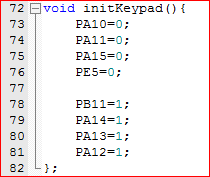 72 void initKeypad(){
73 PA10=0;
74 PA11=0;
75 PA15=0;
76 PE5=0;
77
78 PB11=1;
79 PA14=1;
80 PA13=1;
81 PA12=1;
82 };